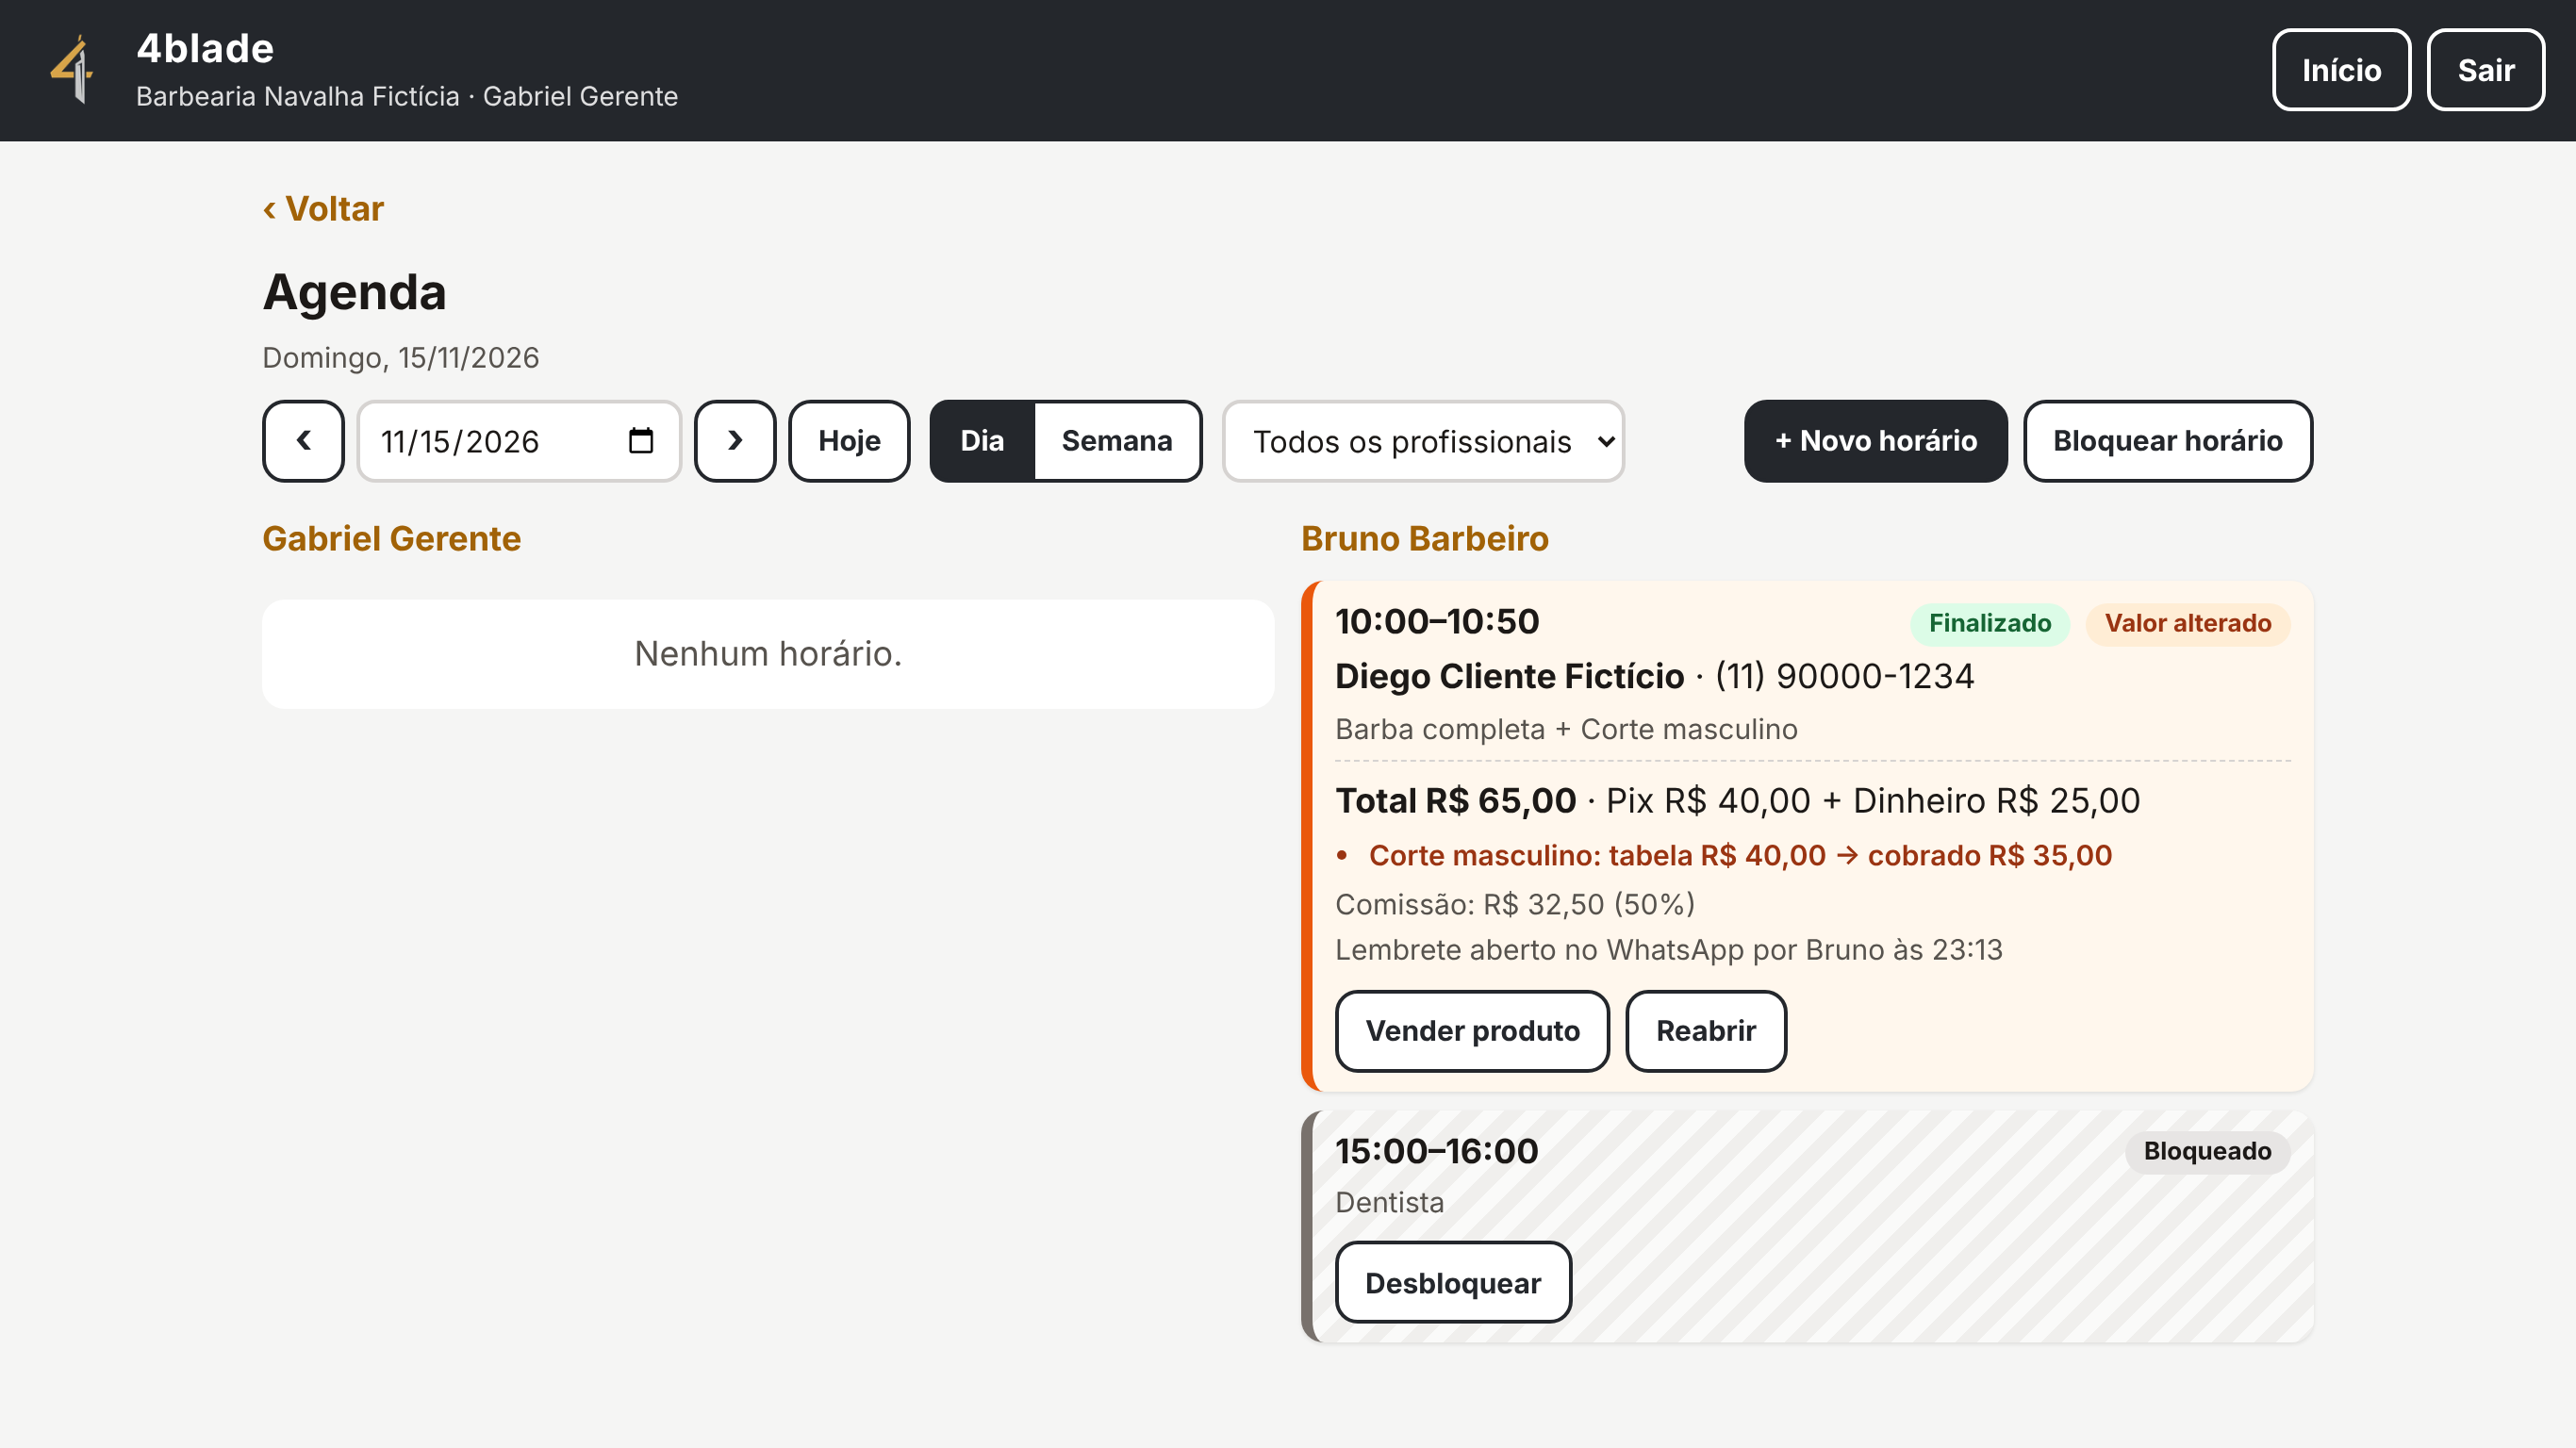 4blade
Barbearia Navalha Fictícia · Gabriel Gerente
Início
Sair
‹ Voltar
Agenda
Domingo, 15/11/2026
‹
11/15/2026
›
Hoje
Dia
Semana
Todos os profissionais
+ Novo horário
Bloquear horário
Gabriel Gerente
Nenhum horário.
Bruno Barbeiro
10:00–10:50
Finalizado
Valor alterado
Diego Cliente Fictício · (11) 90000-1234
Barba completa + Corte masculino
Total R$ 65,00 · Pix R$ 40,00 + Dinheiro R$ 25,00
• Corte masculino: tabela R$ 40,00 → cobrado R$ 35,00
Comissão: R$ 32,50 (50%)
Lembrete aberto no WhatsApp por Bruno às 23:13
Vender produto
Reabrir
15:00–16:00
Bloqueado
Dentista
Desbloquear